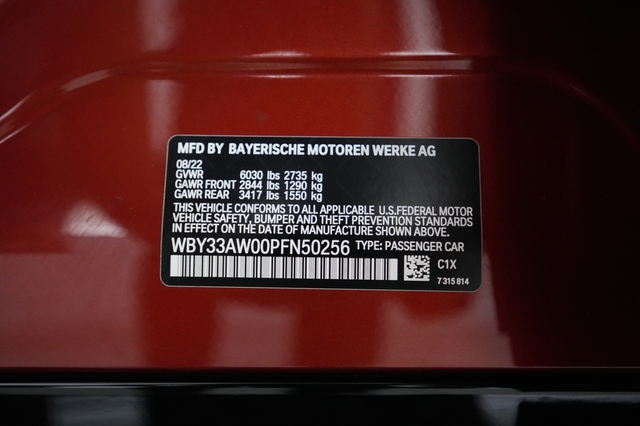 MFD BY BAYERISCHE MOTOREN WERKE AG
08/22
GVWR 6030 lbs 2735 kg
GAWR FRONT 2844 lbs 1290 kg
GAWR REAR 3417 lbs 1550 kg
THIS VEHICLE CONFORMS TO ALL APPLICABLE U.S.FEDERAL MOTOR
VEHICLE SAFETY, BUMPER AND THEFT PREVENTION STANDARDS
IN EFFECT ON THE DATE OF MANUFACTURE SHOWN ABOVE.
WBY33AW00PFN50256 TYPE: PASSENGER CAR
C1X
7 315 814